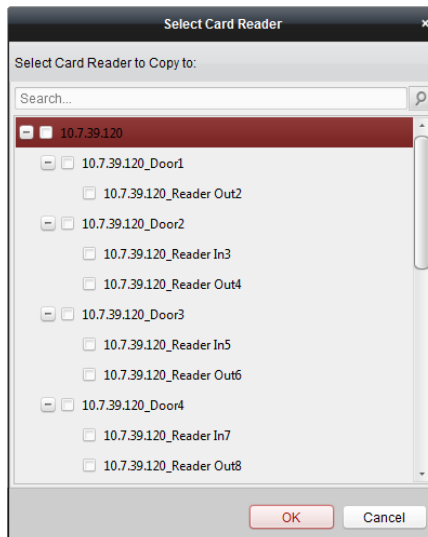 Select Card Reader
Select Card Reader to Copy to:
Search...
10.7.39.120
10.7.39.120_Door1
10.7.39.120_Reader Out2
10.7.39.120_Door2
10.7.39.120_Reader In3
10.7.39.120_Reader Out4
10.7.39.120_Door3
10.7.39.120_Reader In5
10.7.39.120_Reader Out6
10.7.39.120_Door4
10.7.39.120_Reader In7
10.7.39.120_Reader Out8
OK Cancel